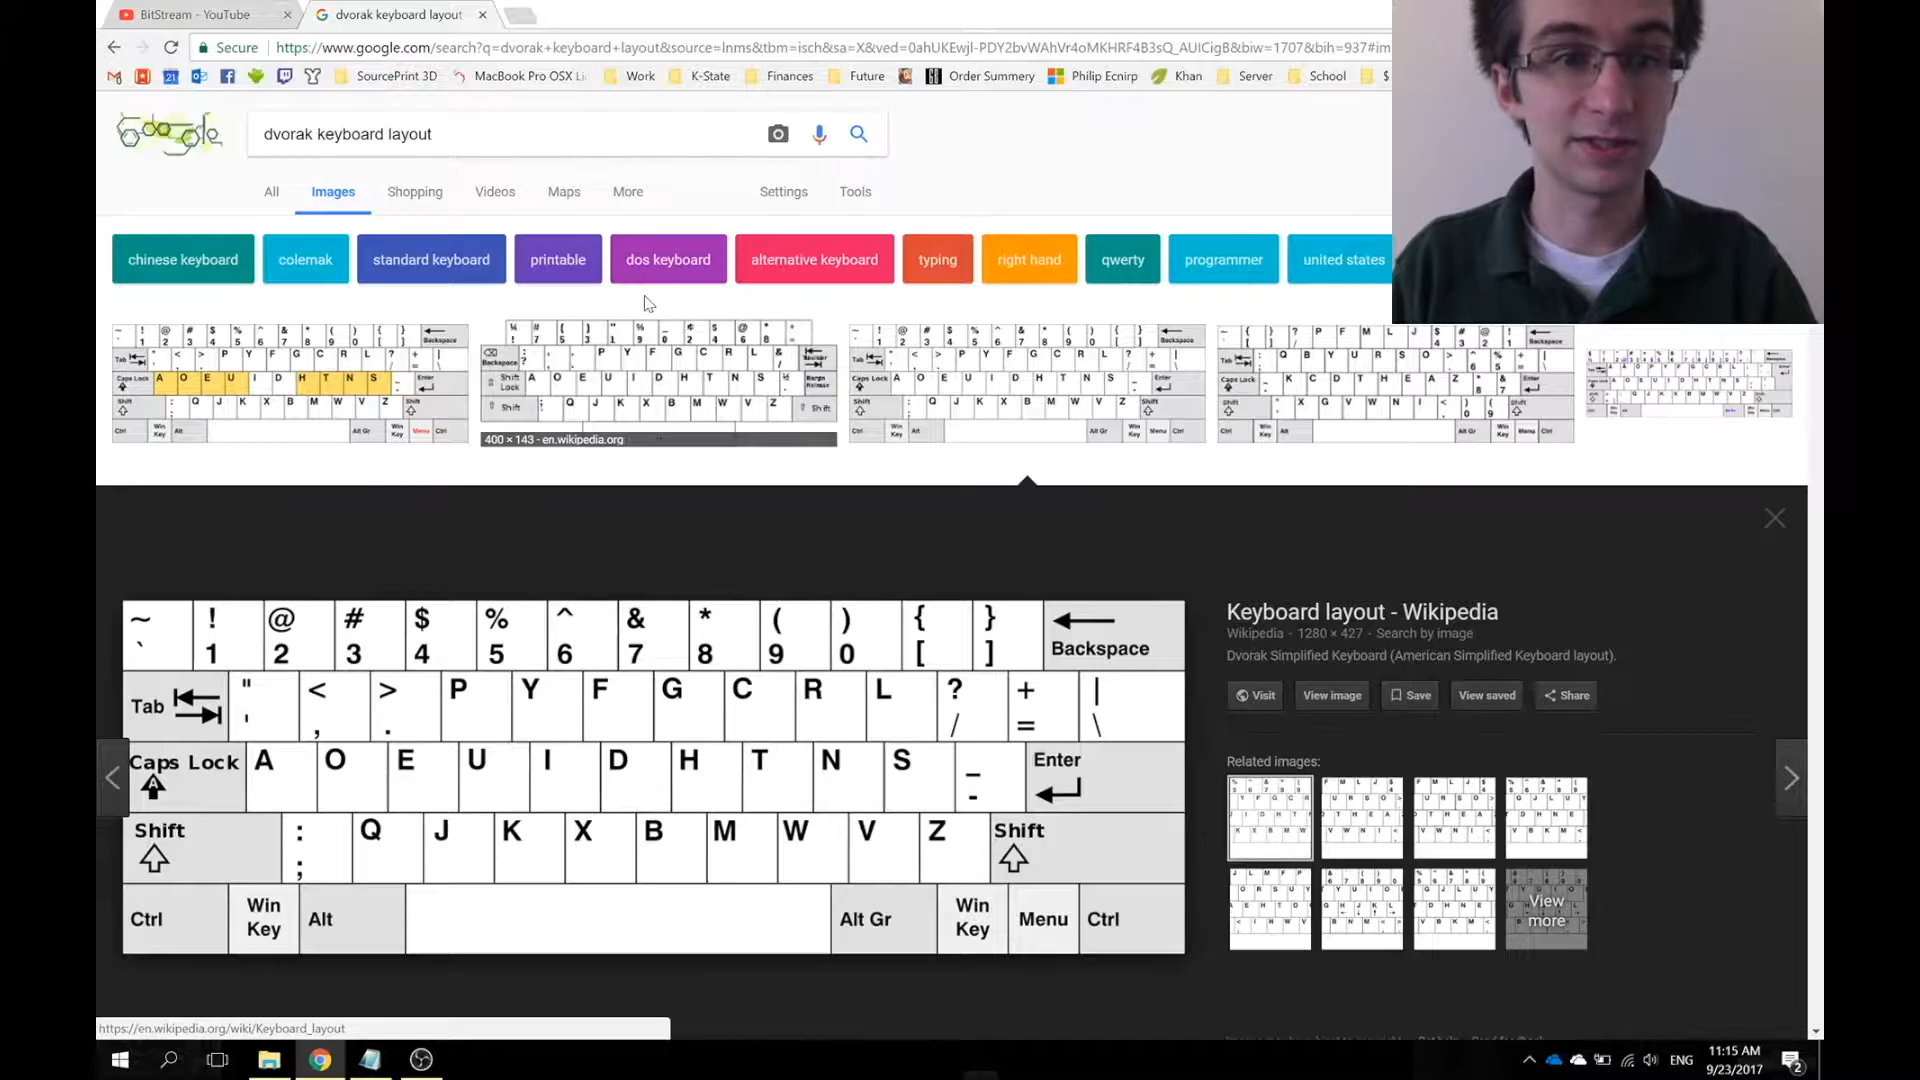 BitStream - YouTube
dvorak keyboard layout
Secure
https://www.google.com/search?q=dvorak+keyboard+layout&source=lnms&tbm=isch&sa=X&ved=0ahUKEwjl-PDY2bvWAhVr4oMKHRF4B3sQ_AUICigB&biw=1707&bih=937#im
SourcePrint 3D
MacBook Pro OSX Li
Work
K-State
Finances
Future
Order Summery
Philip Ecnirp
Khan
Server
School
$
dvorak keyboard layout
All
Images
Shopping
Videos
Maps
More
Settings
Tools
chinese keyboard
colemak
standard keyboard
printable
dos keyboard
alternative keyboard
typing
right hand
qwerty
programmer
united states
400 × 143 - en.wikipedia.org
~ ! @ # $ % ^ & * ( ) { }
` 1 2 3 4 5 6 7 8 9 0 [ ] Backspace
Tab " < > P Y F G C R L ? + |
' , . / = \
Caps Lock A O E U I D H T N S _ Enter
-
Shift : Q J K X B M W V Z Shift
;
Ctrl Win Key Alt Alt Gr Win Key Menu Ctrl
Keyboard layout - Wikipedia
Wikipedia - 1280 × 427 - Search by image
Dvorak Simplified Keyboard (American Simplified Keyboard layout).
Visit
View image
Save
View saved
Share
Related images:
View more
https://en.wikipedia.org/wiki/Keyboard_layout
ENG
11:15 AM
9/23/2017
2